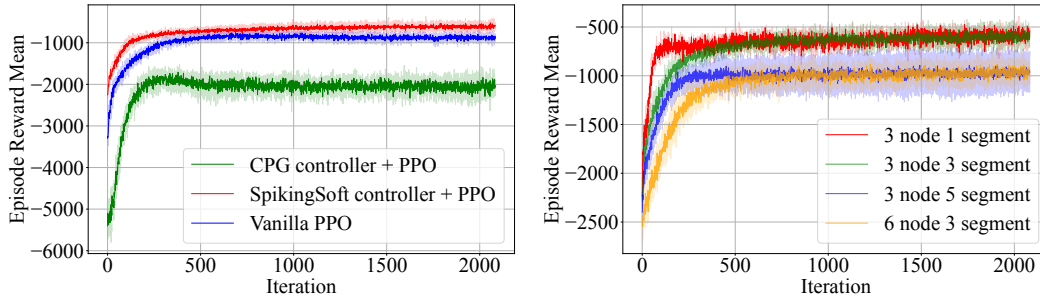 Episode Reward Mean
−1000
−2000
−3000
−4000
−5000
−6000
0
500
1000
1500
2000
Iteration
CPG controller + PPO
SpikingSoft controller + PPO
Vanilla PPO
Episode Reward Mean
−500
−1000
−1500
−2000
−2500
0
500
1000
1500
2000
Iteration
3 node 1 segment
3 node 3 segment
3 node 5 segment
6 node 3 segment